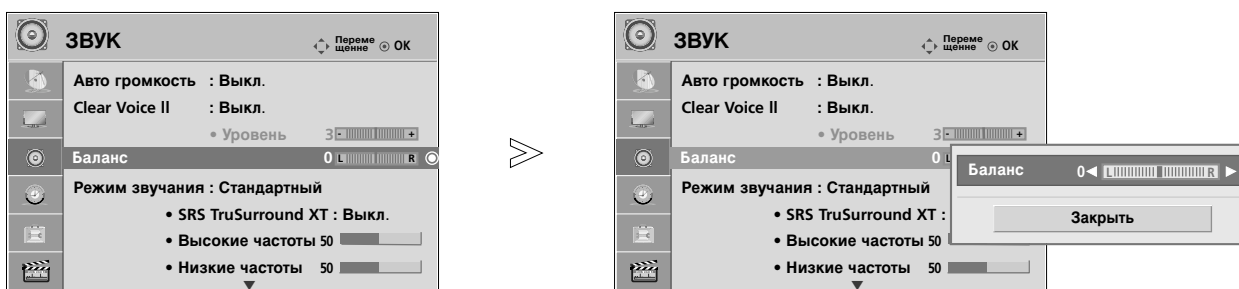 ЗВУК
Переме
щенне
OK
Авто громкость : Выкл.
Clear Voice II : Выкл.
• Уровень 3 - +
Баланс 0 L R
Режим звучания : Стандартный
• SRS TruSurround XT : Выкл.
• Высокие частоты 50
• Низкие частоты 50
ЗВУК
Переме
щенне
OK
Авто громкость : Выкл.
Clear Voice II : Выкл.
• Уровень 3 - +
Баланс 0 L
Режим звучания : Стандартный
• SRS TruSurround XT :
• Высокие частоты 50
• Низкие частоты 50
Баланс 0 L R
Закрыть